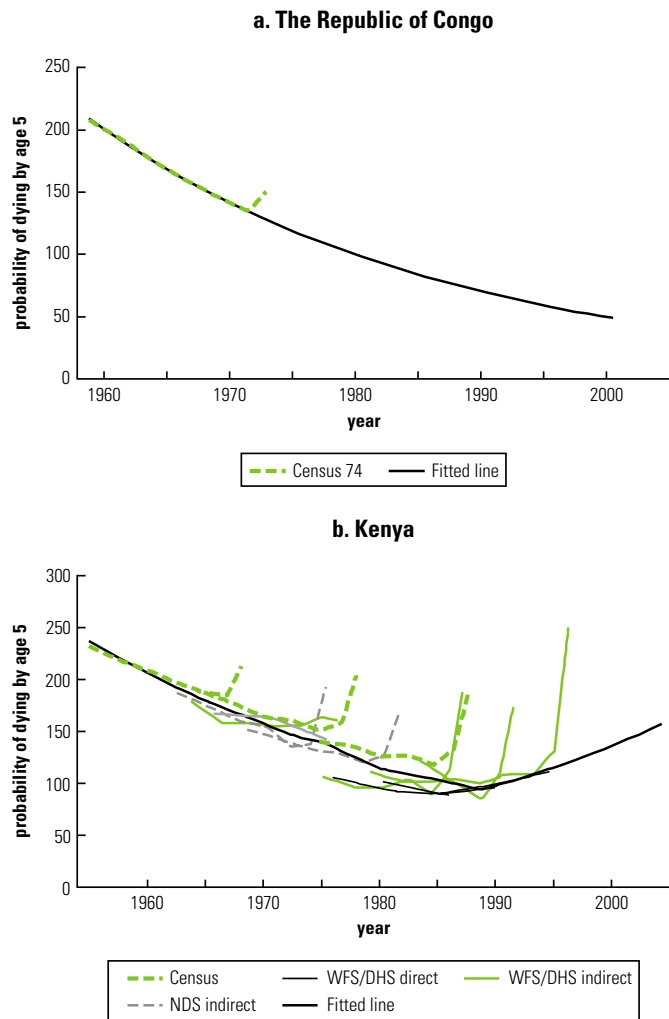 a. The Republic of Congo
probability of dying by age 5
250
200
150
100
50
0
1960 1970 1980 1990 2000
year
Census 74 Fitted line
b. Kenya
probability of dying by age 5
300
250
200
150
100
50
0
1960 1970 1980 1990 2000
year
Census WFS/DHS direct WFS/DHS indirect
NDS indirect Fitted line